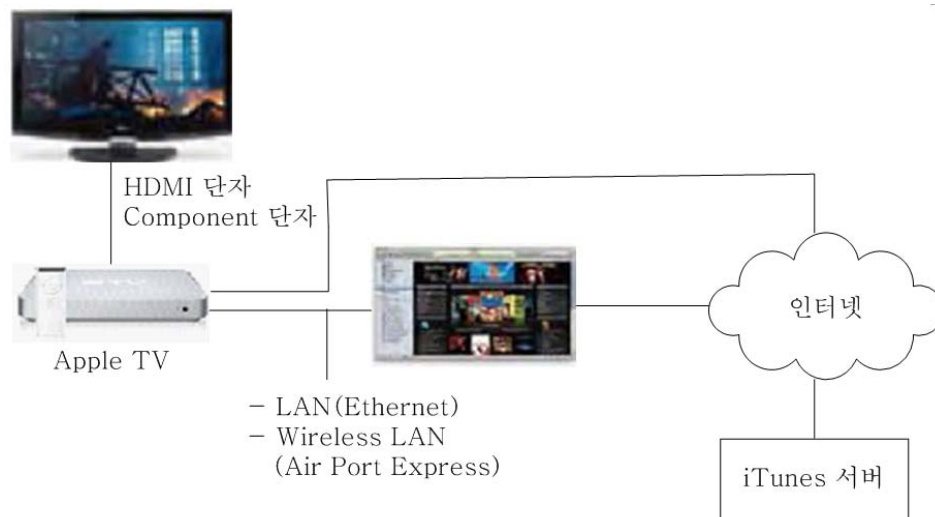 HDMI 단자
Component 단자
인터넷
Apple TV
- LAN(Ethernet)
- Wireless LAN
(Air Port Express)
iTunes 서버